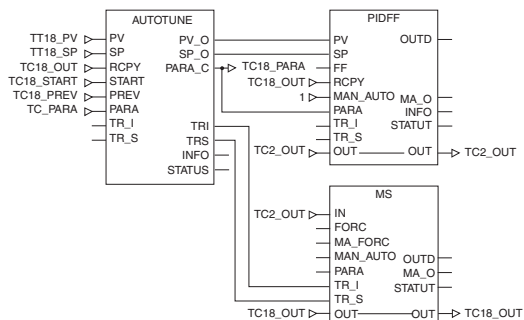 AUTOTUNE
TT18_PV PV PV_O
TT18_SP SP SP_O
TC18_OUT RCPY PARA_C TC18_PARA
TC18_START START
TC18_PREV PREV
TC_PARA PARA
TR_I
TR_S TRI
TRS
INFO
STATUS
PIDFF
PV OUTD
SP
FF
TC18_OUT RCPY
1 MAN_AUTO MA_O
PARA INFO
TR_I STATUT
TR_S
TC2_OUT OUT OUT TC2_OUT
MS
TC2_OUT IN
FORC
MA_FORC
MAN_AUTO OUTD
PARA MA_O
TR_I STATUT
TR_S
TC18_OUT OUT OUT TC18_OUT